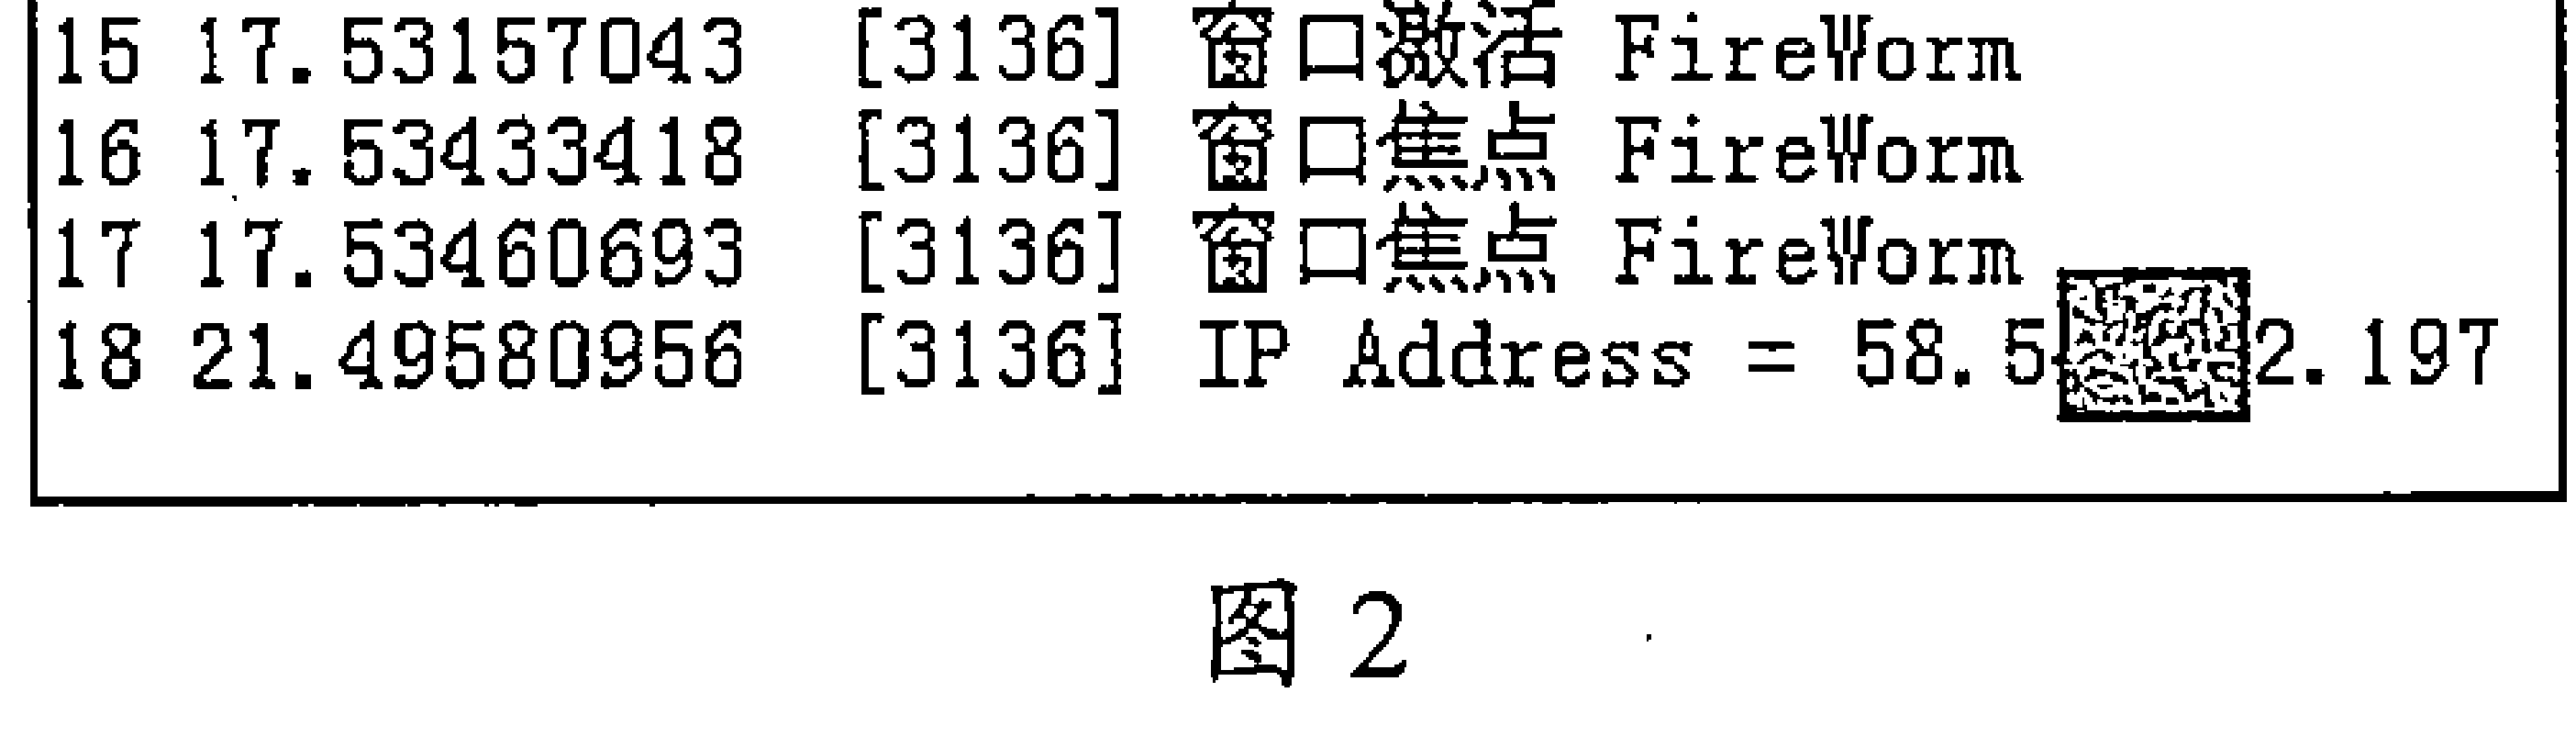 15 17.53157043 [3136] 窗口激活 FireWorm
16 17.53433418 [3136] 窗口焦点 FireWorm
17 17.53460693 [3136] 窗口焦点 FireWorm
18 21.49580956 [3136] IP Address = 58.5 2.197
图 2